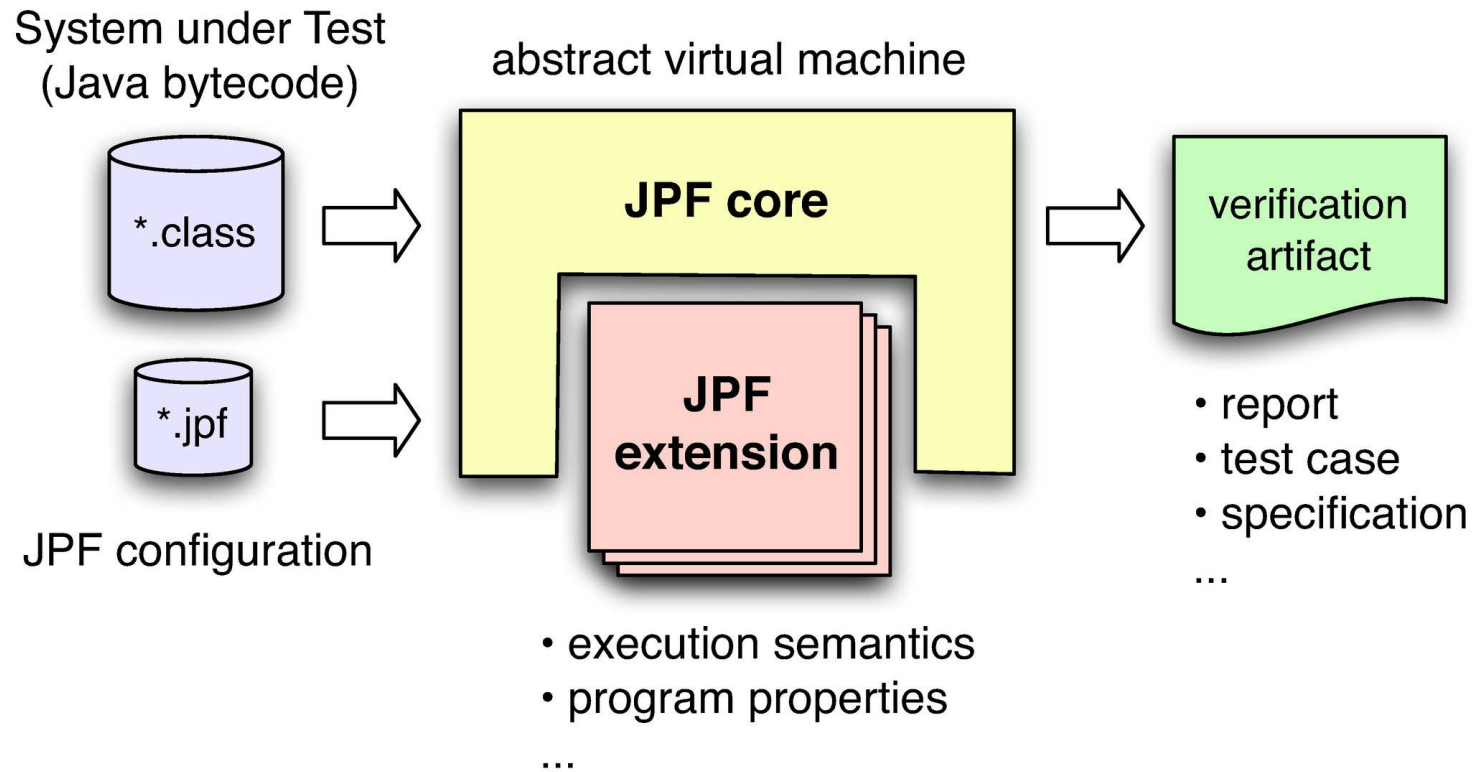 System under Test
(Java bytecode)
*.class
*.jpf
JPF configuration
abstract virtual machine
JPF core
JPF
extension
• execution semantics
• program properties
...
verification
artifact
• report
• test case
• specification
...